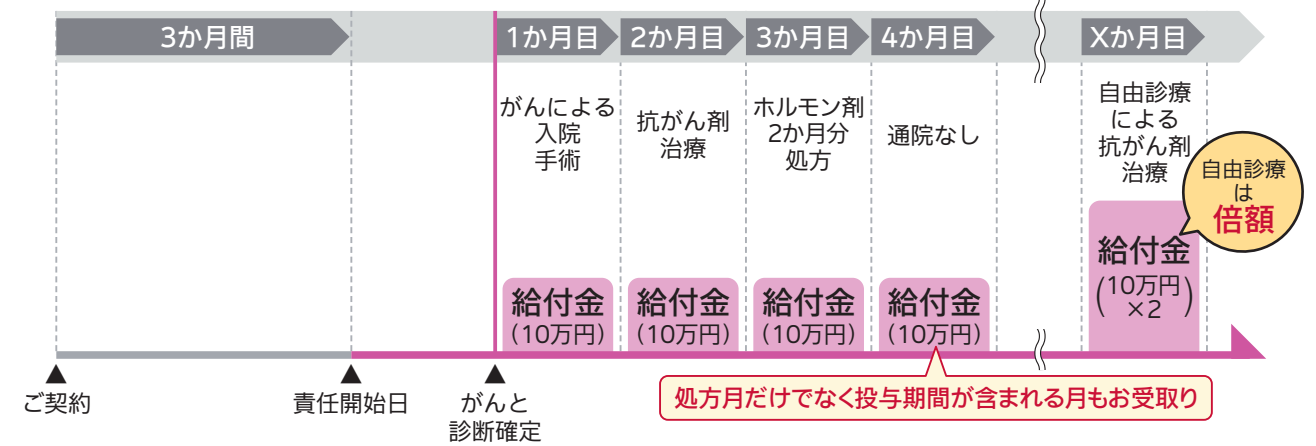 3か月間
1か月目
2か月目
3か月目
4か月目
Xか月目
がんによる
入院
手術
抗がん剤
治療
ホルモン剤
2か月分
処方
通院なし
自由診療
による
抗がん剤
治療
自由診療
は
倍額
給付金
(10万円)
給付金
(10万円)
給付金
(10万円)
給付金
(10万円)
給付金
(10万円
×2)
処方月だけでなく投与期間が含まれる月もお受取り
▲
ご契約
▲
責任開始日
▲
がんと
診断確定